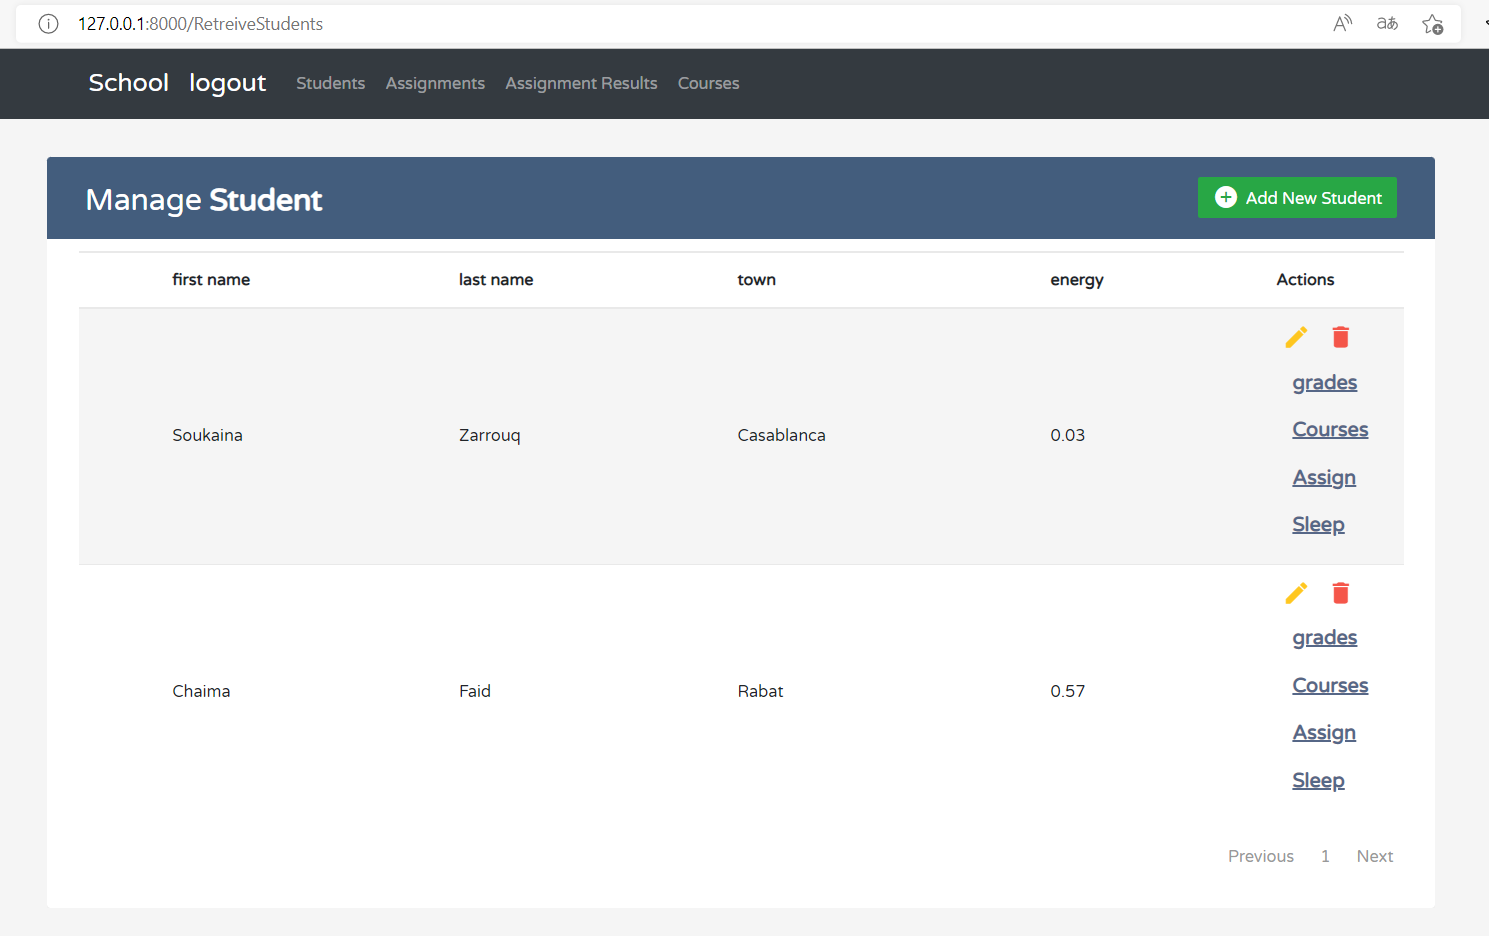 127.0.0.1:8000/RetreiveStudents
School logout Students Assignments Assignment Results Courses
Manage Student
Add New Student
first name last name town energy Actions
grades
Courses
Soukaina Zarrouq Casablanca 0.03
Assign
Sleep
grades
Courses
Chaima Faid Rabat 0.57
Assign
Sleep
Previous 1 Next